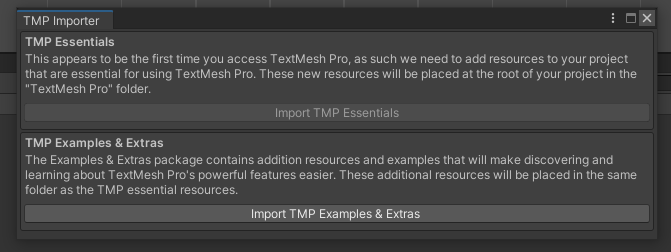 TMP Importer
TMP Essentials
This appears to be the first time you access TextMesh Pro, as such we need to add resources to your project
that are essential for using TextMesh Pro. These new resources will be placed at the root of your project in the
"TextMesh Pro" folder.
Import TMP Essentials
TMP Examples & Extras
The Examples & Extras package contains addition resources and examples that will make discovering and
learning about TextMesh Pro's powerful features easier. These additional resources will be placed in the same
folder as the TMP essential resources.
Import TMP Examples & Extras